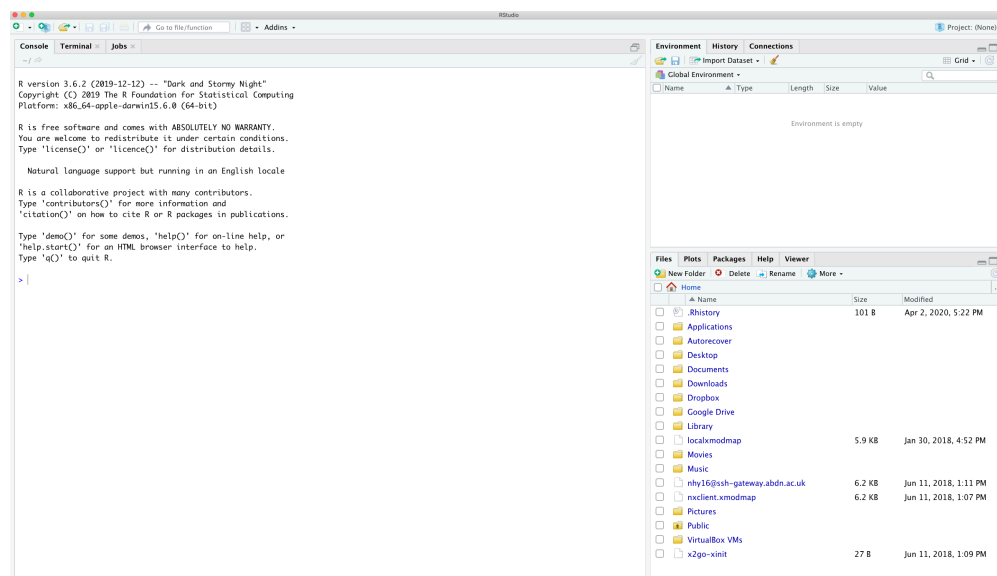 RStudio
Go to file/function
Addins
Project: (None)
Console Terminal Jobs
~/
R version 3.6.2 (2019-12-12) -- "Dark and Stormy Night"
Copyright (C) 2019 The R Foundation for Statistical Computing
Platform: x86_64-apple-darwin15.6.0 (64-bit)
R is free software and comes with ABSOLUTELY NO WARRANTY.
You are welcome to redistribute it under certain conditions.
Type 'license()' or 'licence()' for distribution details.
Natural language support but running in an English locale
R is a collaborative project with many contributors.
Type 'contributors()' for more information and
'citation()' on how to cite R or R packages in publications.
Type 'demo()' for some demos, 'help()' for on-line help, or
'help.start()' for an HTML browser interface to help.
Type 'q()' to quit R.
>
Environment History Connections
Import Dataset Grid
Global Environment
Name Type Length Size Value
Environment is empty
Files Plots Packages Help Viewer
New Folder Delete Rename More
Home
Name Size Modified
.Rhistory 101 B Apr 2, 2020, 5:22 PM
Applications
Autorecover
Desktop
Documents
Downloads
Dropbox
Google Drive
Library
localxmodmap 5.9 KB Jan 30, 2018, 4:52 PM
Movies
Music
nhy16@ssh-gateway.abdn.ac.uk 6.2 KB Jun 11, 2018, 1:11 PM
nxclient.xmodmap 6.2 KB Jun 11, 2018, 1:07 PM
Pictures
Public
VirtualBox VMs
x2go-xinit 27 B Jun 11, 2018, 1:09 PM